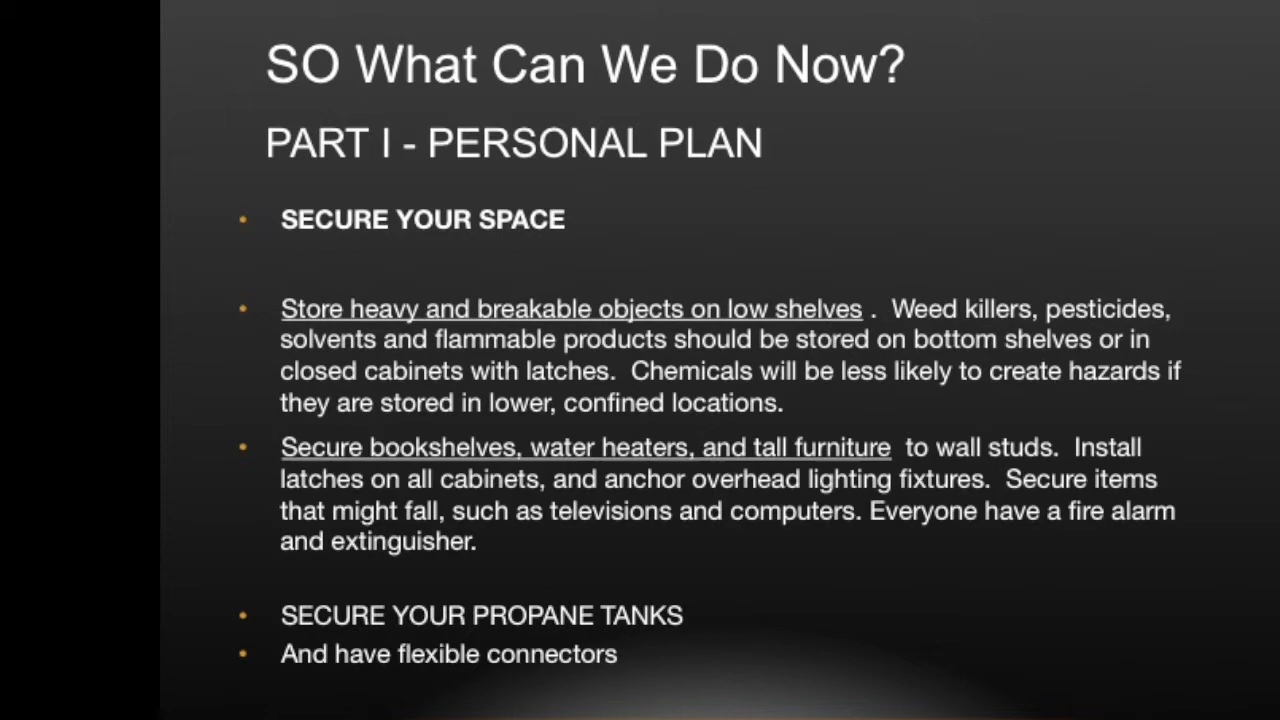 SO What Can We Do Now?
PART I - PERSONAL PLAN
• SECURE YOUR SPACE
• Store heavy and breakable objects on low shelves .  Weed killers, pesticides,
solvents and flammable products should be stored on bottom shelves or in
closed cabinets with latches.  Chemicals will be less likely to create hazards if
they are stored in lower, confined locations.
• Secure bookshelves, water heaters, and tall furniture  to wall studs.  Install
latches on all cabinets, and anchor overhead lighting fixtures.  Secure items
that might fall, such as televisions and computers. Everyone have a fire alarm
and extinguisher.
• SECURE YOUR PROPANE TANKS
• And have flexible connectors